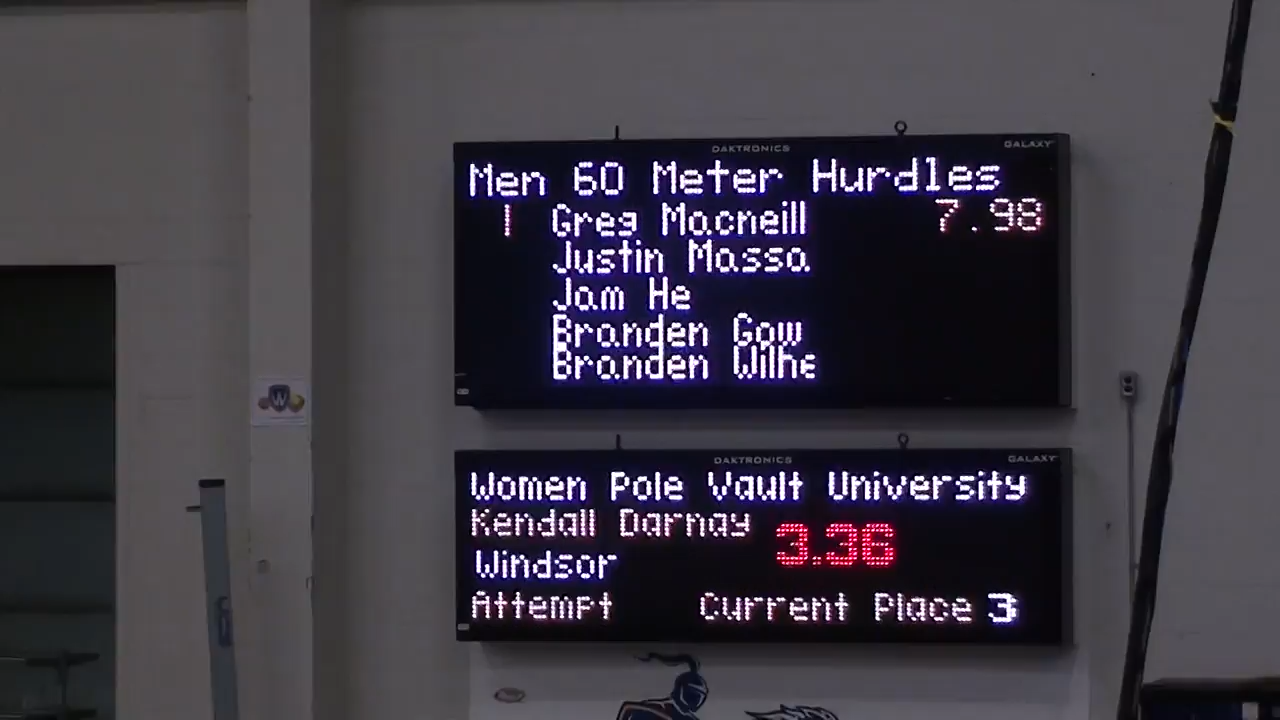 DAKTRONICS GALAXY
Men 60 Meter Hurdles
1 Greg Macneill 7.98
Justin Massa
Jam He
Branden Gow
Branden Wilhe
W
DAKTRONICS GALAXY
Women Pole Vault University
Kendall Darnay 3.36
Windsor
Attempt Current Place 3